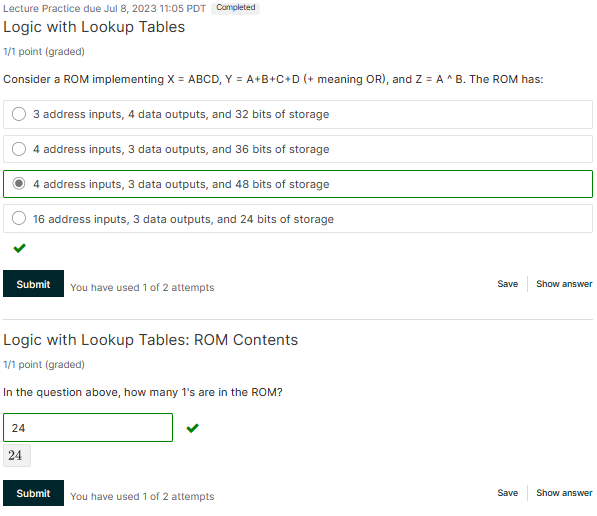 Lecture Practice due Jul 8, 2023 11:05 PDT Completed
Logic with Lookup Tables
1/1 point (graded)
Consider a ROM implementing X = ABCD, Y = A+B+C+D (+ meaning OR), and Z = A ^ B. The ROM has:
3 address inputs, 4 data outputs, and 32 bits of storage
4 address inputs, 3 data outputs, and 36 bits of storage
4 address inputs, 3 data outputs, and 48 bits of storage
16 address inputs, 3 data outputs, and 24 bits of storage
Submit You have used 1 of 2 attempts Save Show answer
Logic with Lookup Tables: ROM Contents
1/1 point (graded)
In the question above, how many 1's are in the ROM?
24
24
Submit You have used 1 of 2 attempts Save Show answer